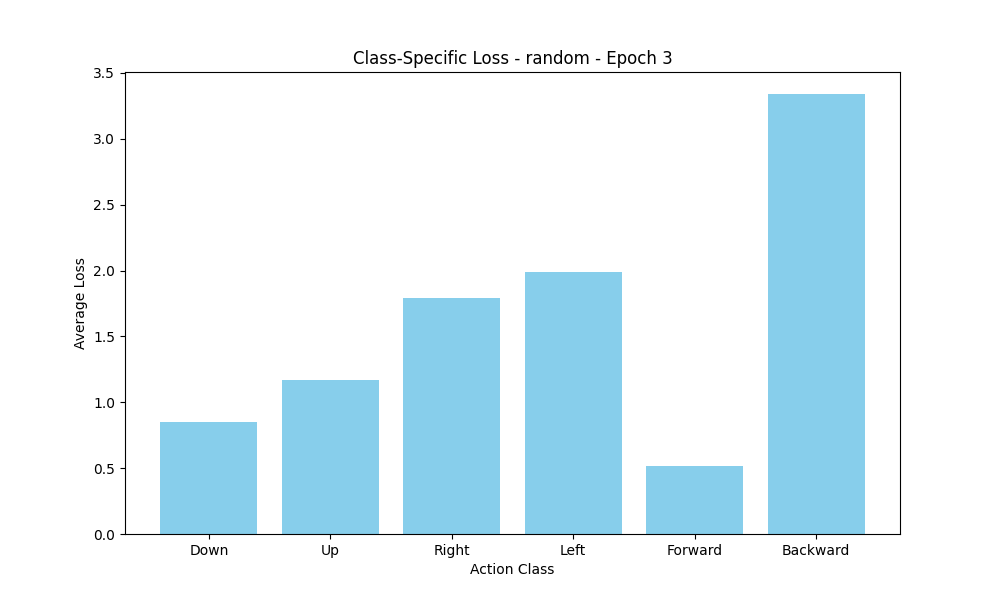 Class-Specific Loss - random - Epoch 3
Average Loss
3.5
3.0
2.5
2.0
1.5
1.0
0.5
0.0
Down Up Right Left Forward Backward
Action Class